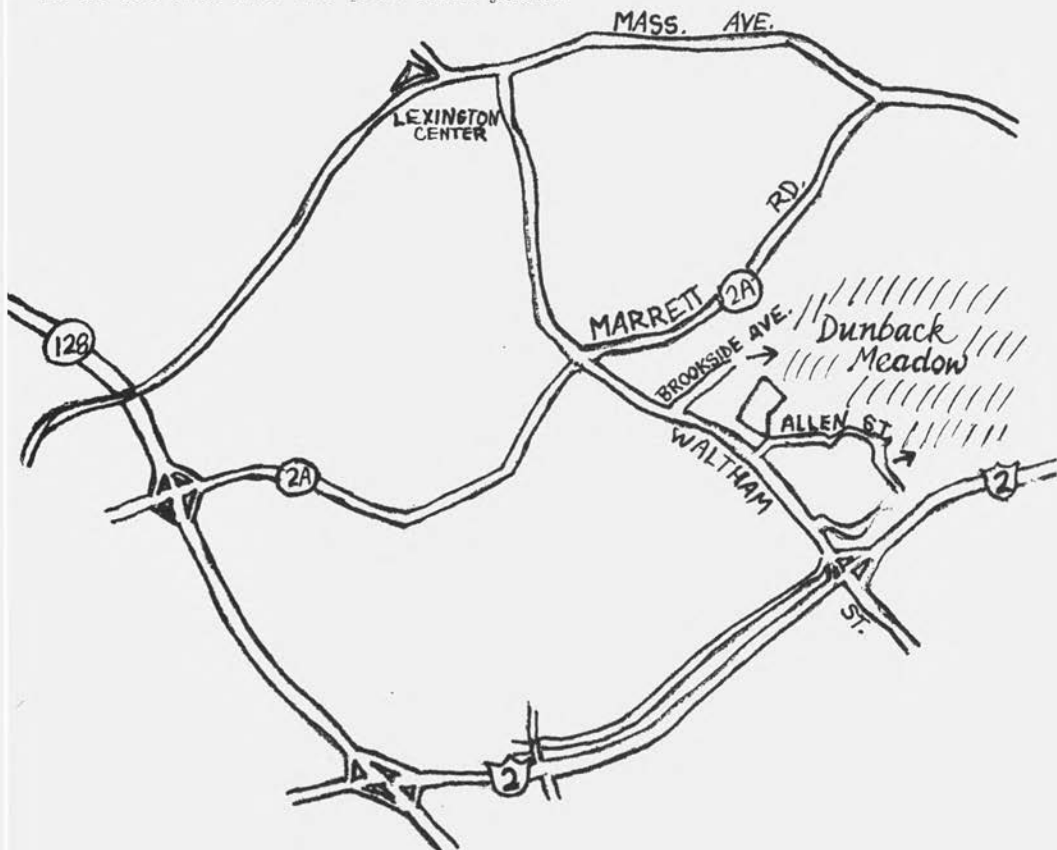 MASS. AVE.
LEXINGTON
CENTER
RD.
2A
MARRETT
BROOKSIDE AVE.
Dunback
Meadow
128
ALLEN ST.
WALTHAM
2A
2
ST.
2